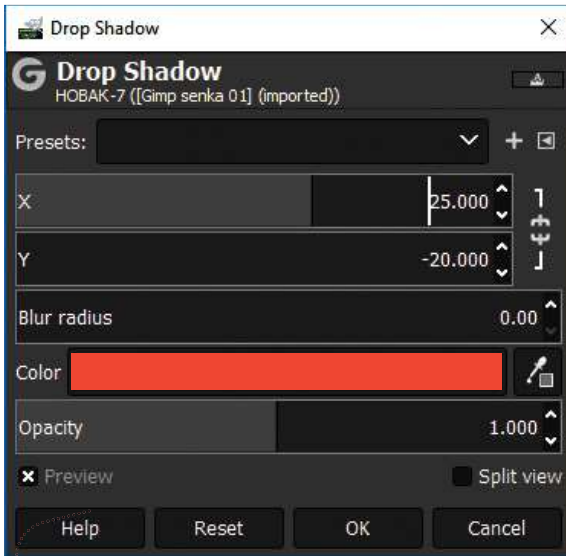 Drop Shadow
Drop Shadow
HOBAK-7 ([Gimp senka 01] (imported))
Presets:
X 25.000
Y -20.000
Blur radius 0.00
Color
Opacity 1.000
Preview Split view
Help Reset OK Cancel